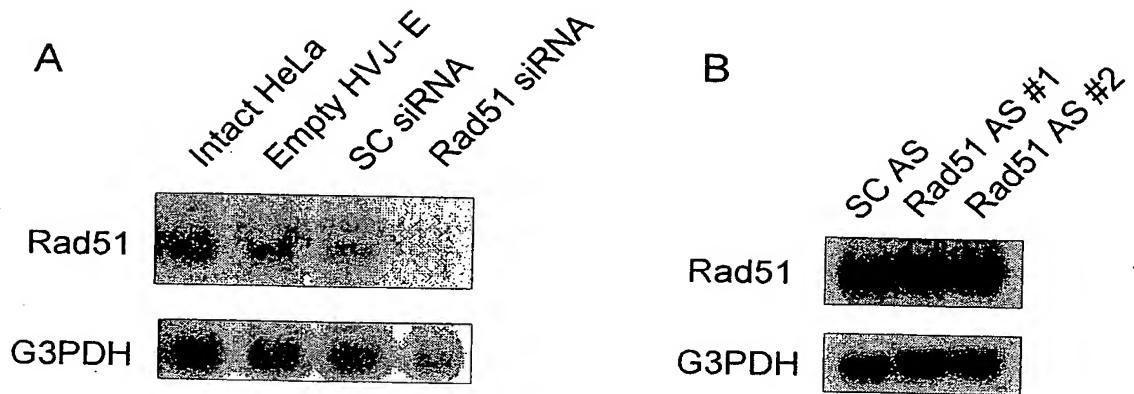 A
Intact HeLa
Empty HVJ- E
SC siRNA
Rad51 siRNA
Rad51
G3PDH
B
SC AS
Rad51 AS #1
Rad51 AS #2
Rad51
G3PDH